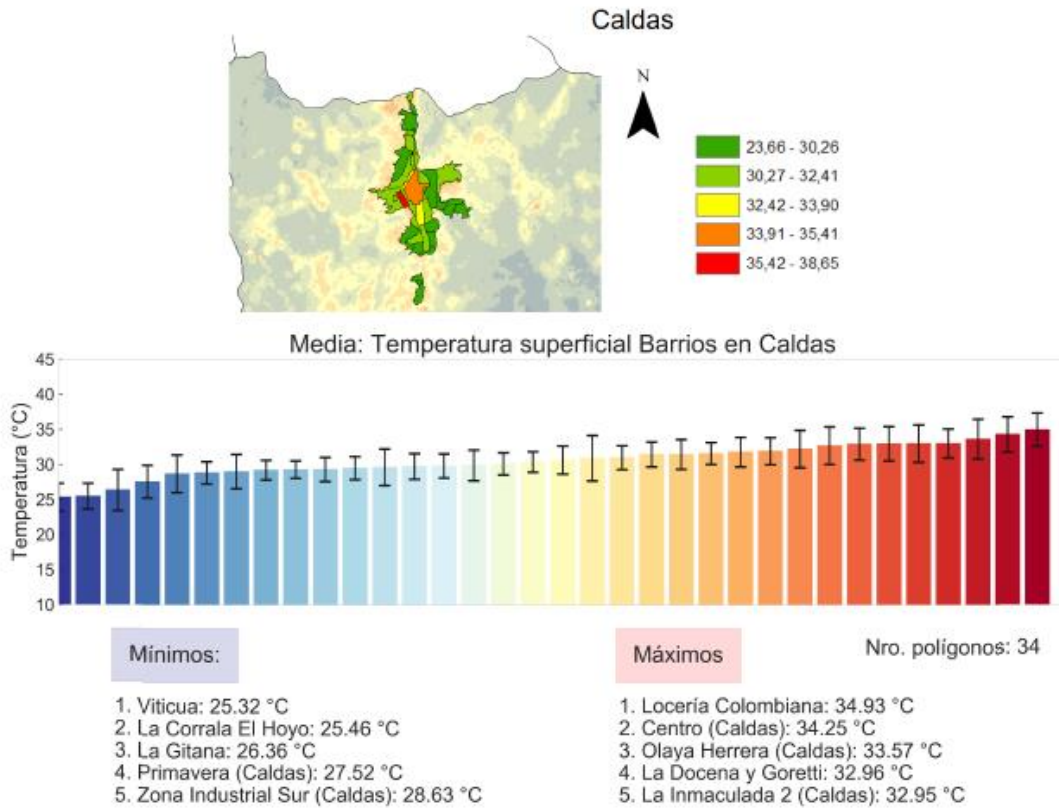 Caldas
N
23,66 - 30,26
30,27 - 32,41
32,42 - 33,90
33,91 - 35,41
35,42 - 38,65
Media: Temperatura superficial Barrios en Caldas
Temperatura (°C)
45
40
35
30
25
20
15
10
Mínimos:
1. Viticua: 25.32 °C
2. La Corrala El Hoyo: 25.46 °C
3. La Gitana: 26.36 °C
4. Primavera (Caldas): 27.52 °C
5. Zona Industrial Sur (Caldas): 28.63 °C
Máximos
Nro. polígonos: 34
1. Locería Colombiana: 34.93 °C
2. Centro (Caldas): 34.25 °C
3. Olaya Herrera (Caldas): 33.57 °C
4. La Docena y Goretti: 32.96 °C
5. La Inmaculada 2 (Caldas): 32.95 °C